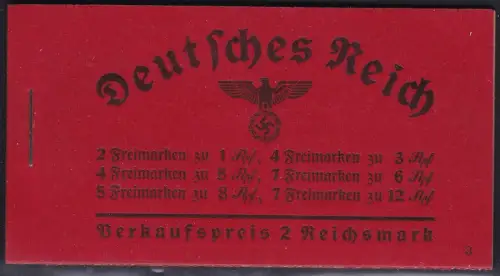 Deutſches Reich
2 Freimarken zu 1 Rpf, 4 Freimarken zu 3 Rpf
4 Freimarken zu 5 Rpf, 7 Freimarken zu 6 Rpf
5 Freimarken zu 8 Rpf, 7 Freimarken zu 12 Rpf
Verkaufspreis 2 Reichsmark